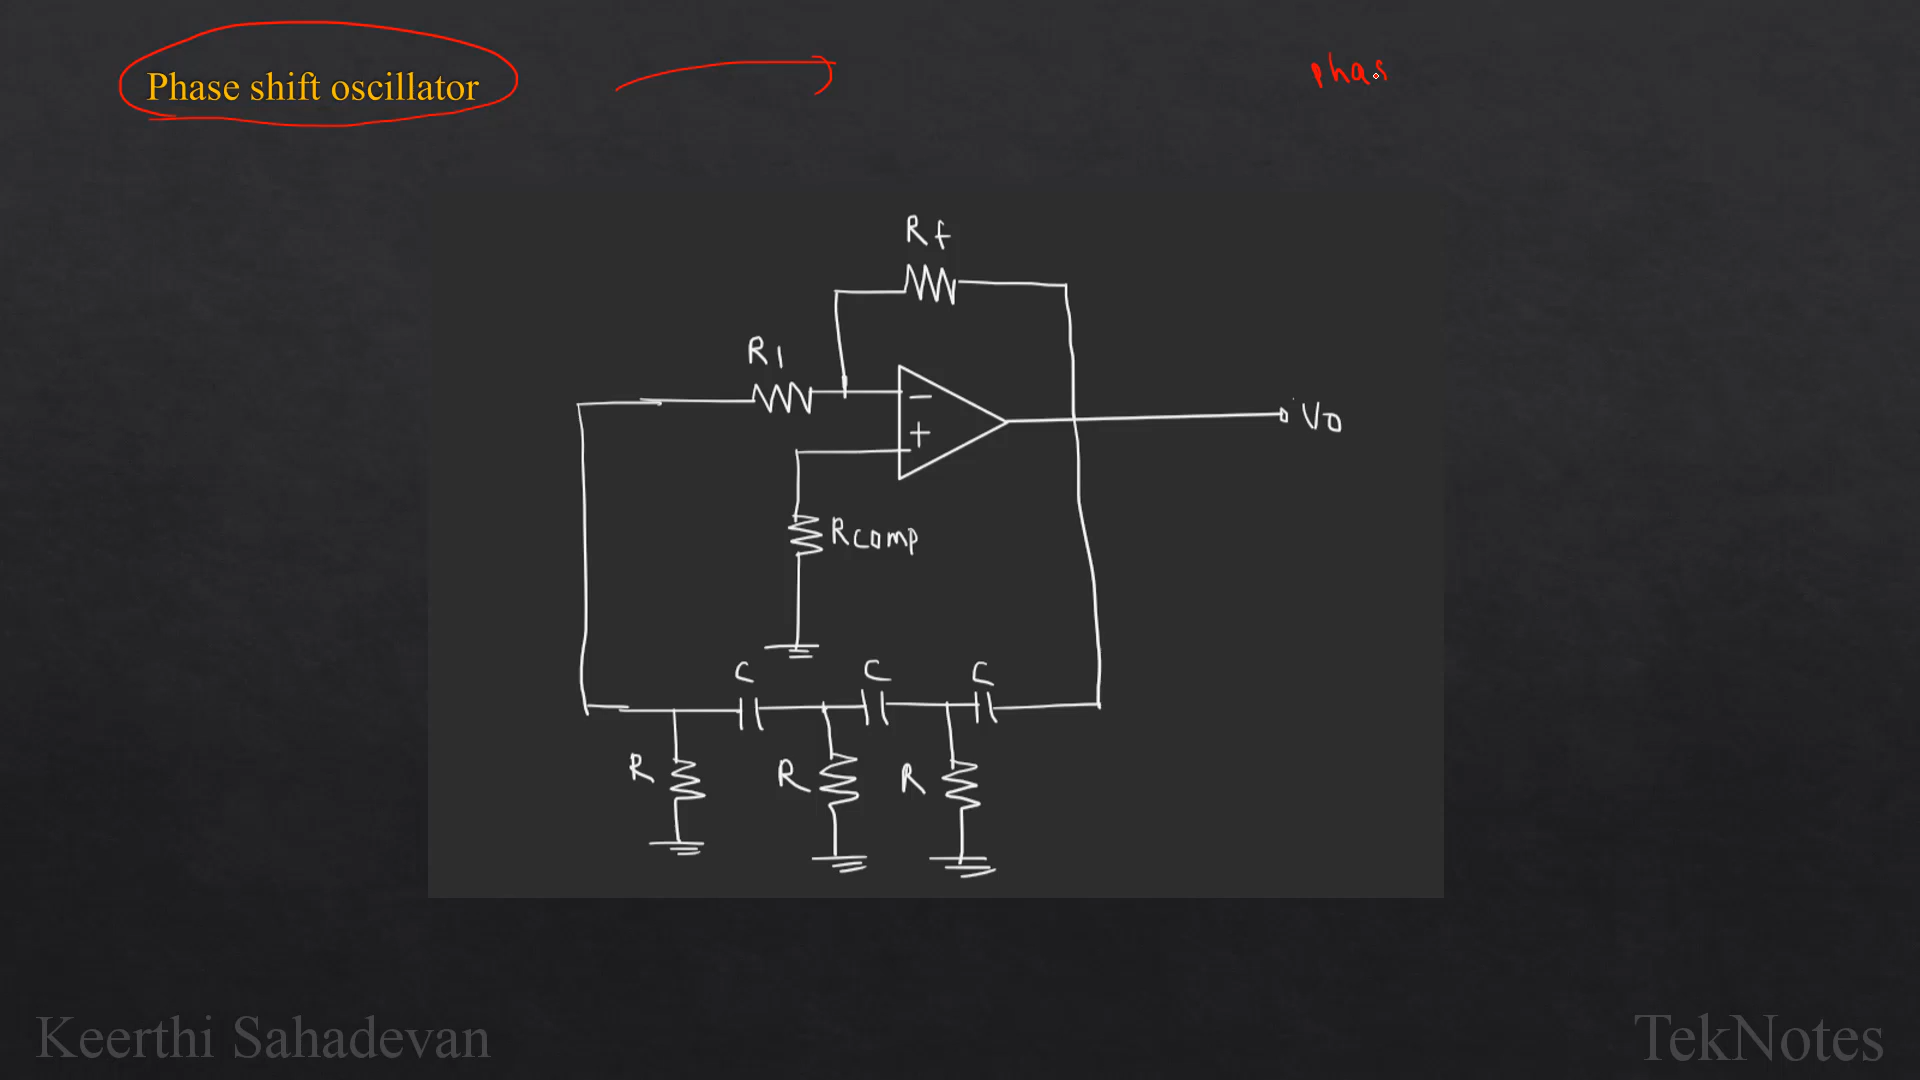 Phase shift oscillator
phas
Rf
R1
−
+
Vo
Rcomp
C C C
R R R
Keerthi Sahadevan
TekNotes